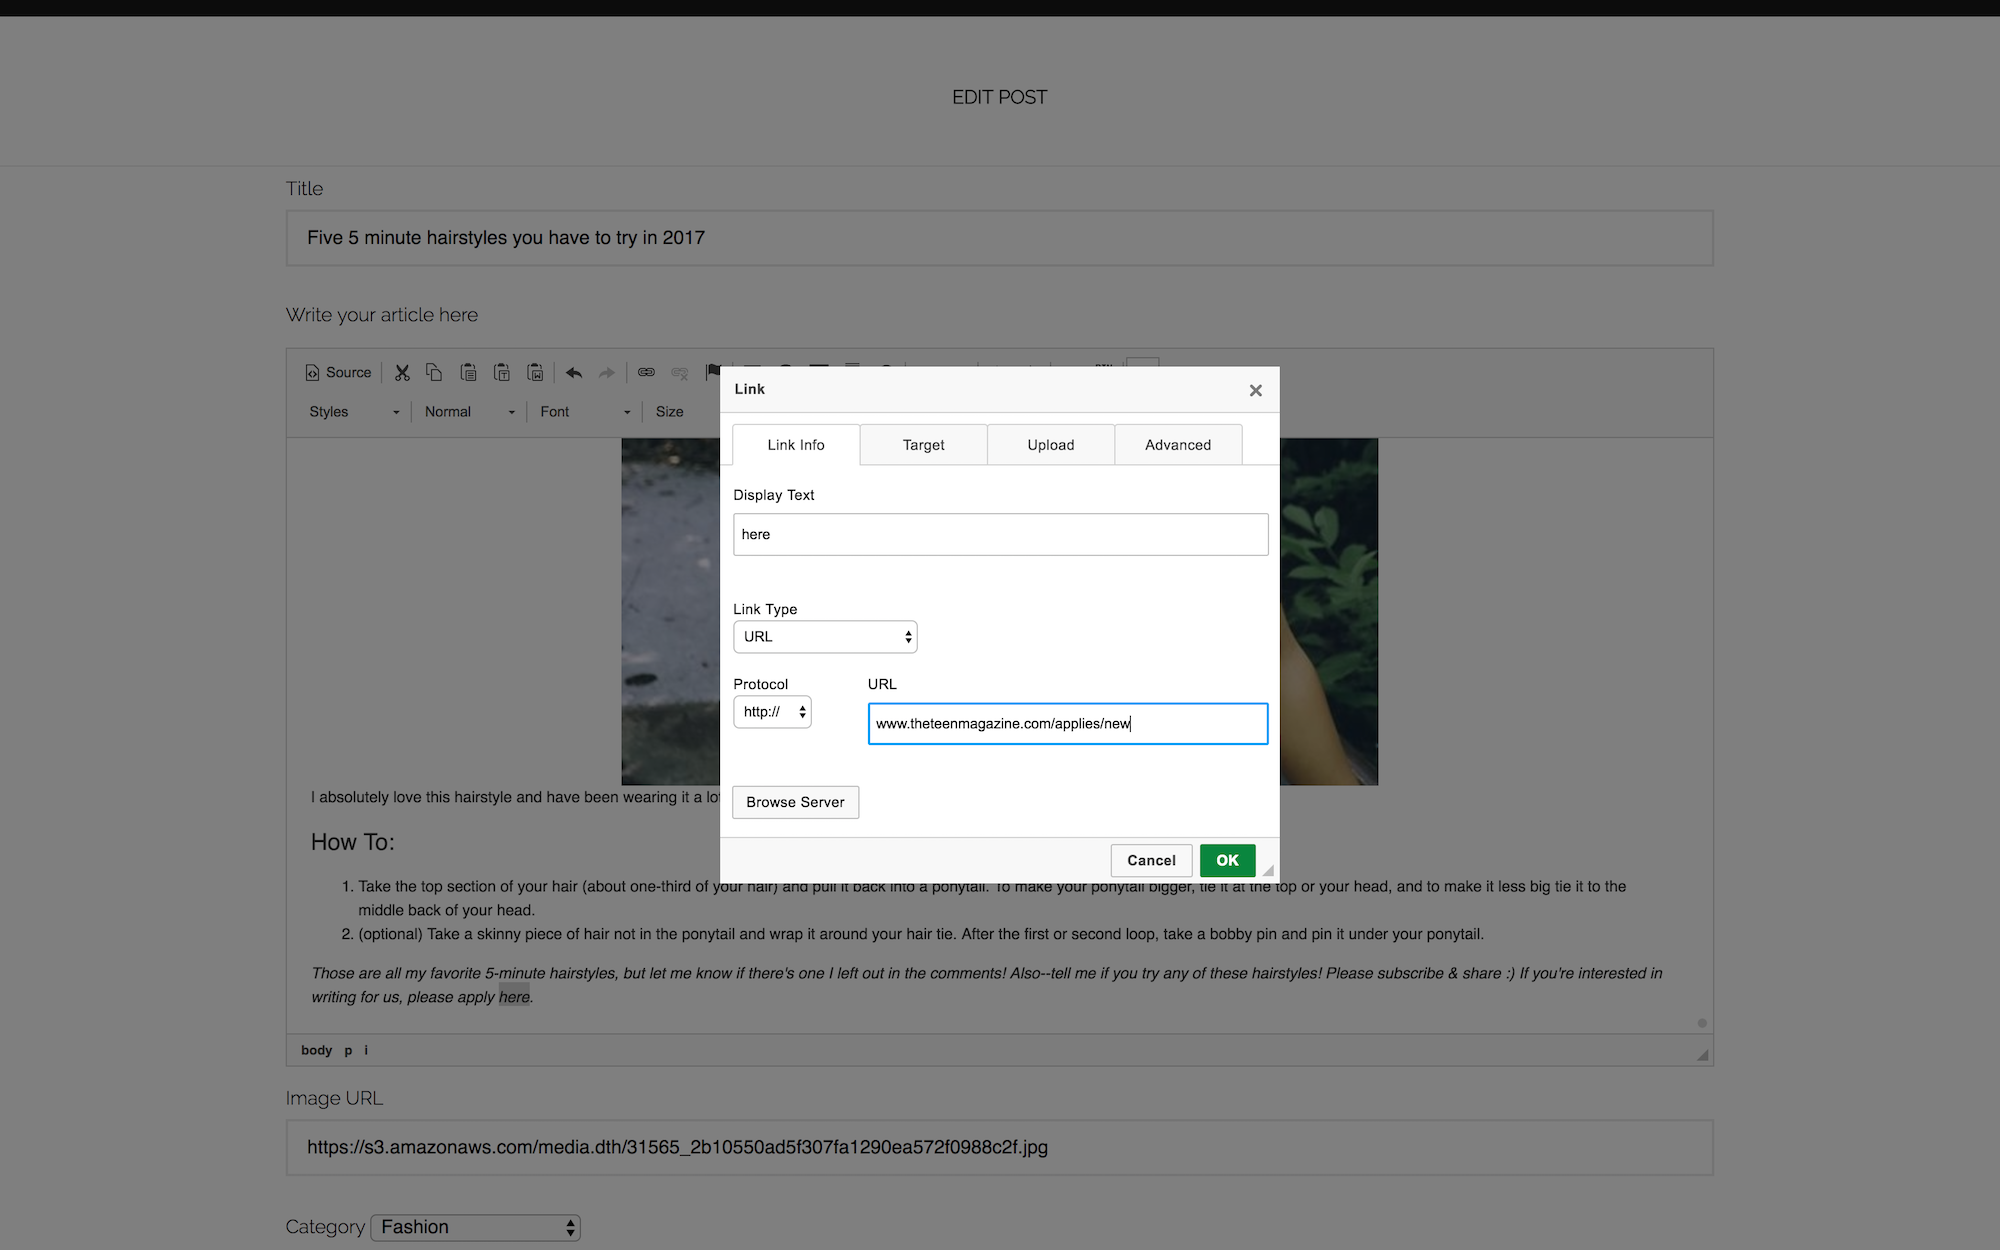 EDIT POST
Title
Five 5 minute hairstyles you have to try in 2017
Write your article here
Source
Styles Normal Font Size
Link
Link Info Target Upload Advanced
Display Text
here
Link Type
URL
Protocol URL
http:// www.theteenmagazine.com/applies/new
Browse Server
Cancel OK
I absolutely love this hairstyle and have been wearing it a
How To:
1. Take the top section of your hair (about one-third of your hair) and pull it back into a ponytail. To make your ponytail bigger, tie it at the top or your head, and to make it less big tie it to the
middle back of your head.
2. (optional) Take a skinny piece of hair not in the ponytail and wrap it around your hair tie. After the first or second loop, take a bobby pin and pin it under your ponytail.
Those are all my favorite 5-minute hairstyles, but let me know if there's one I left out in the comments! Also--tell me if you try any of these hairstyles! Please subscribe & share :) If you're interested in
writing for us, please apply here.
body p i
Image URL
https://s3.amazonaws.com/media.dth/31565_2b10550ad5f307fa1290ea572f0988c2f.jpg
Category Fashion